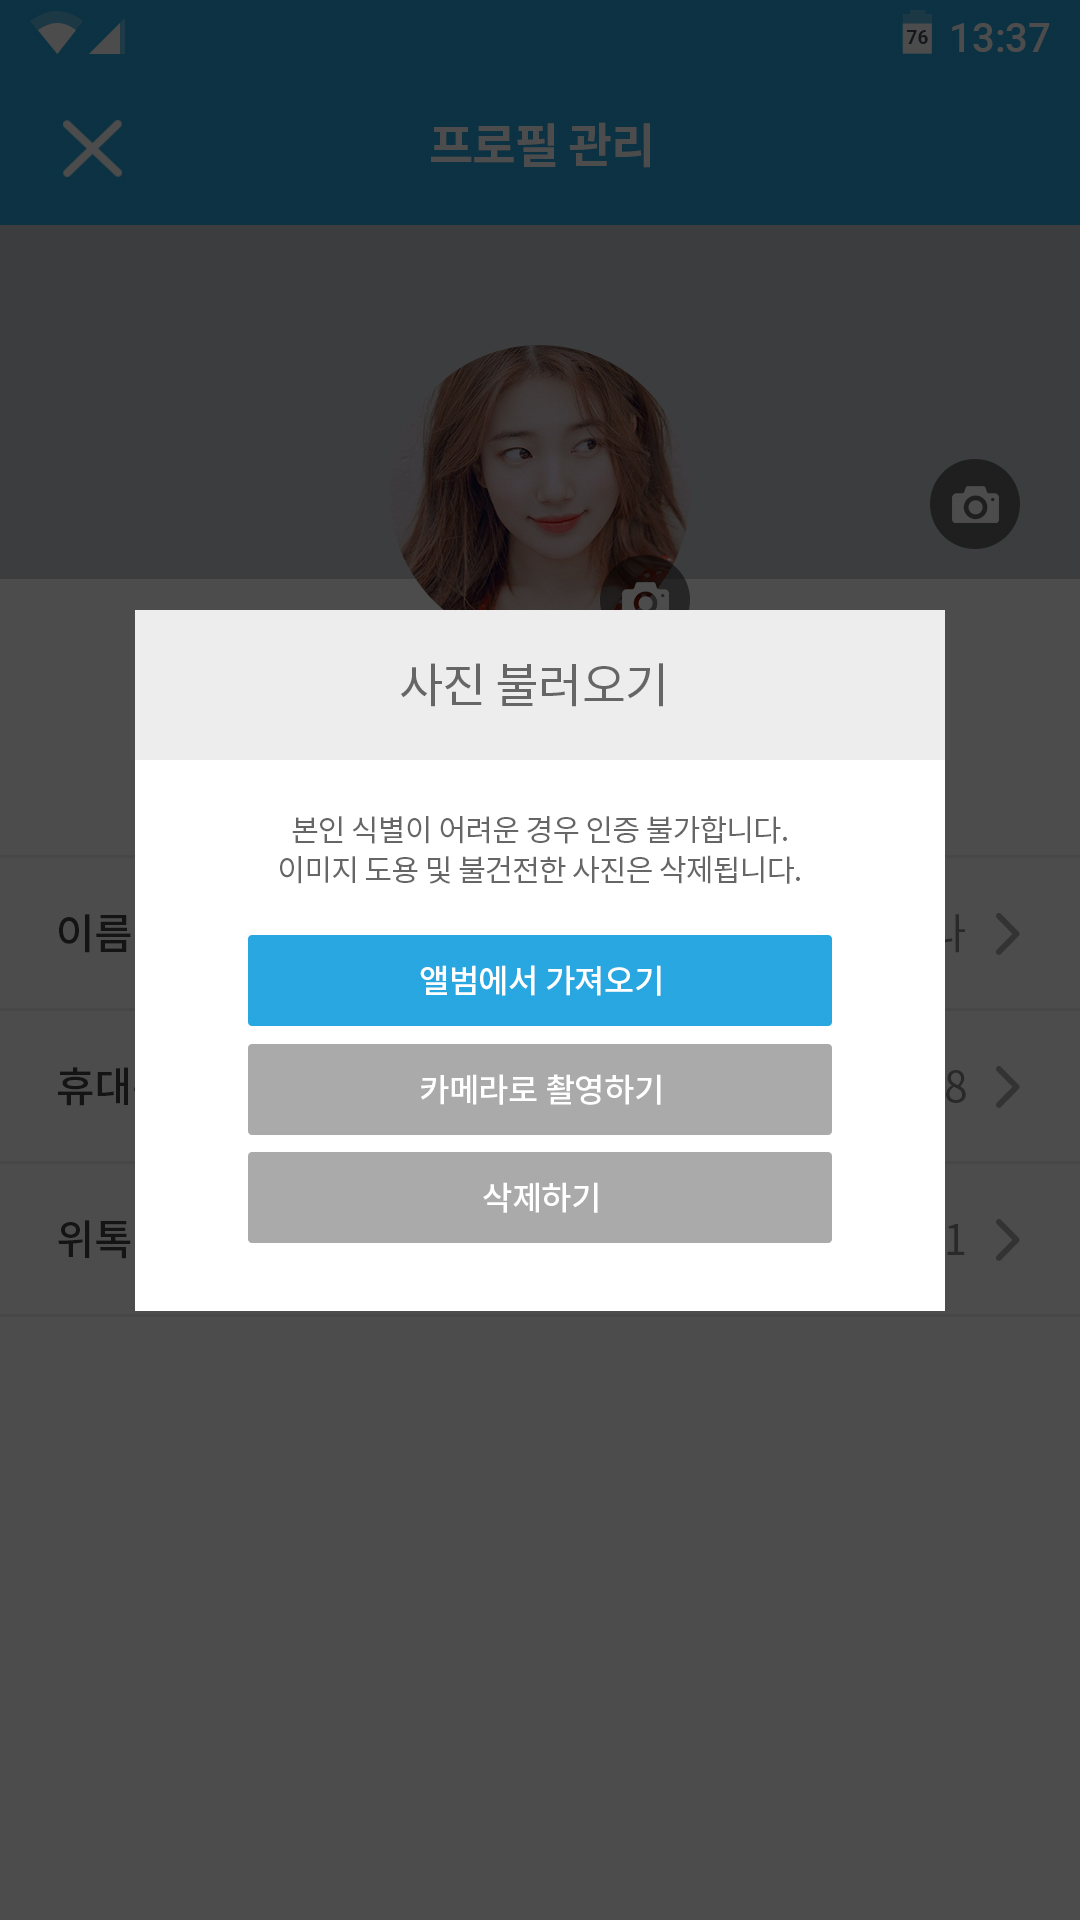 76 13:37
프로필 관리
사진 불러오기
본인 식별이 어려운 경우 인증 불가합니다.
이미지 도용 및 불건전한 사진은 삭제됩니다.
이름
앨범에서 가져오기
휴대
8
카메라로 촬영하기
위톡
1
삭제하기